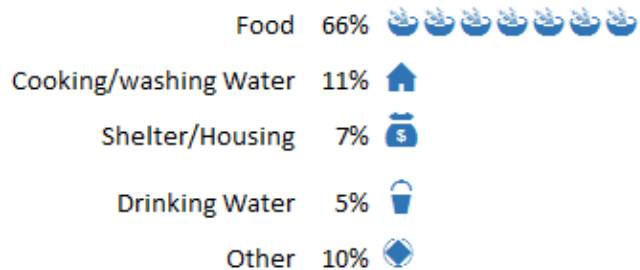 Food 66%
Cooking/washing Water 11%
Shelter/Housing 7%
$
Drinking Water 5%
Other 10%